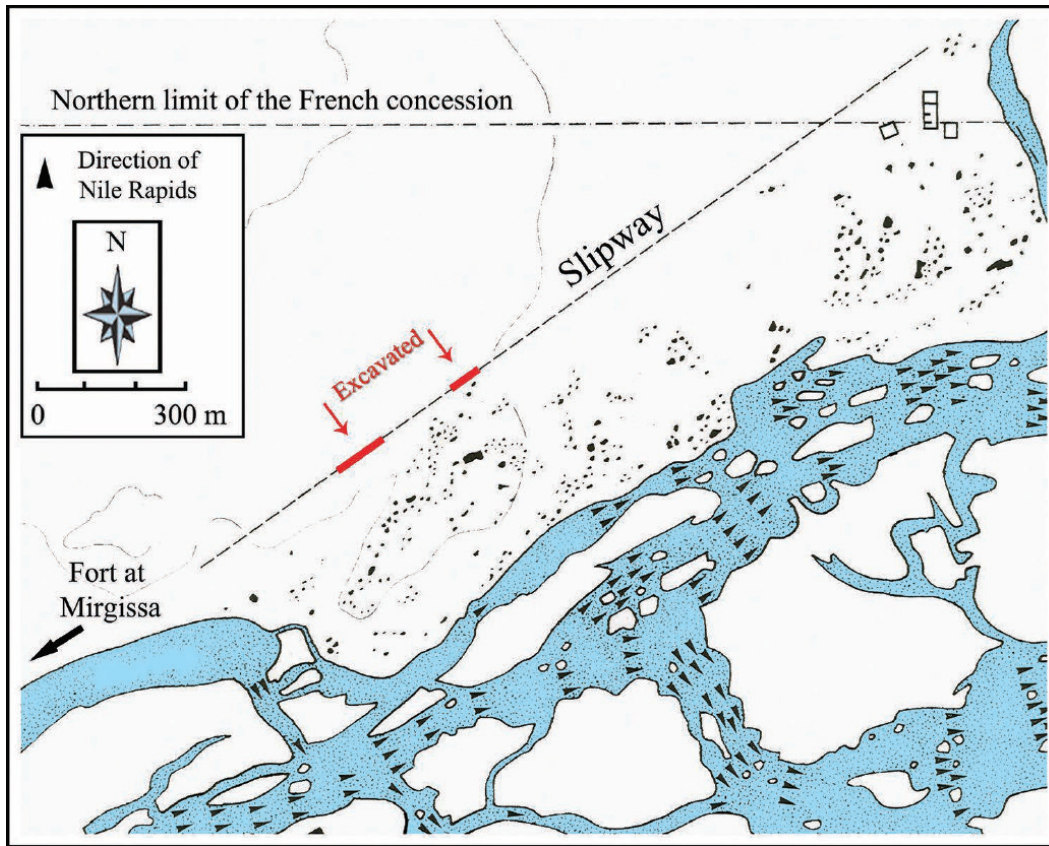 Northern limit of the French concession
Direction of
Nile Rapids
N
0 300 m
Slipway
Excavated
Fort at
Mirgissa